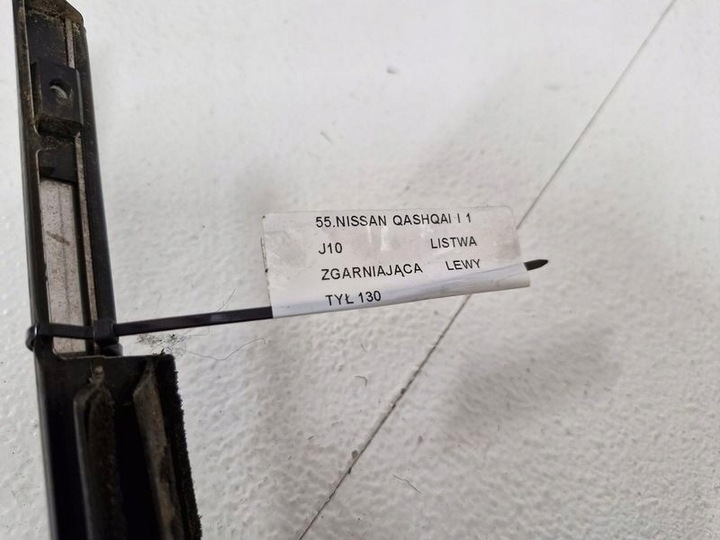 55.NISSAN QASHQAI I 1
J10 LISTWA
ZGARNIAJĄCA LEWY
TYŁ 130